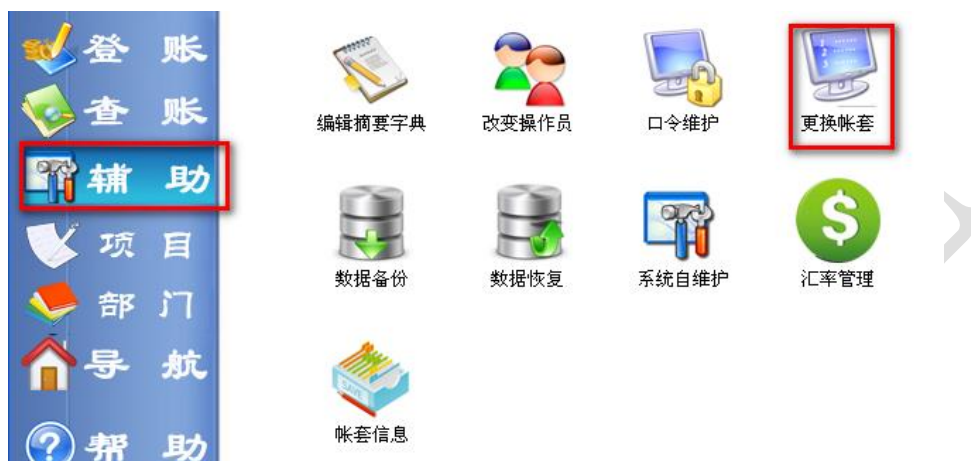 登 账
查 账
辅 助
项 目
部 门
导 航
帮 助
编辑摘要字典 改变操作员 口令维护 更换帐套
数据备份 数据恢复 系统自维护 汇率管理
帐套信息